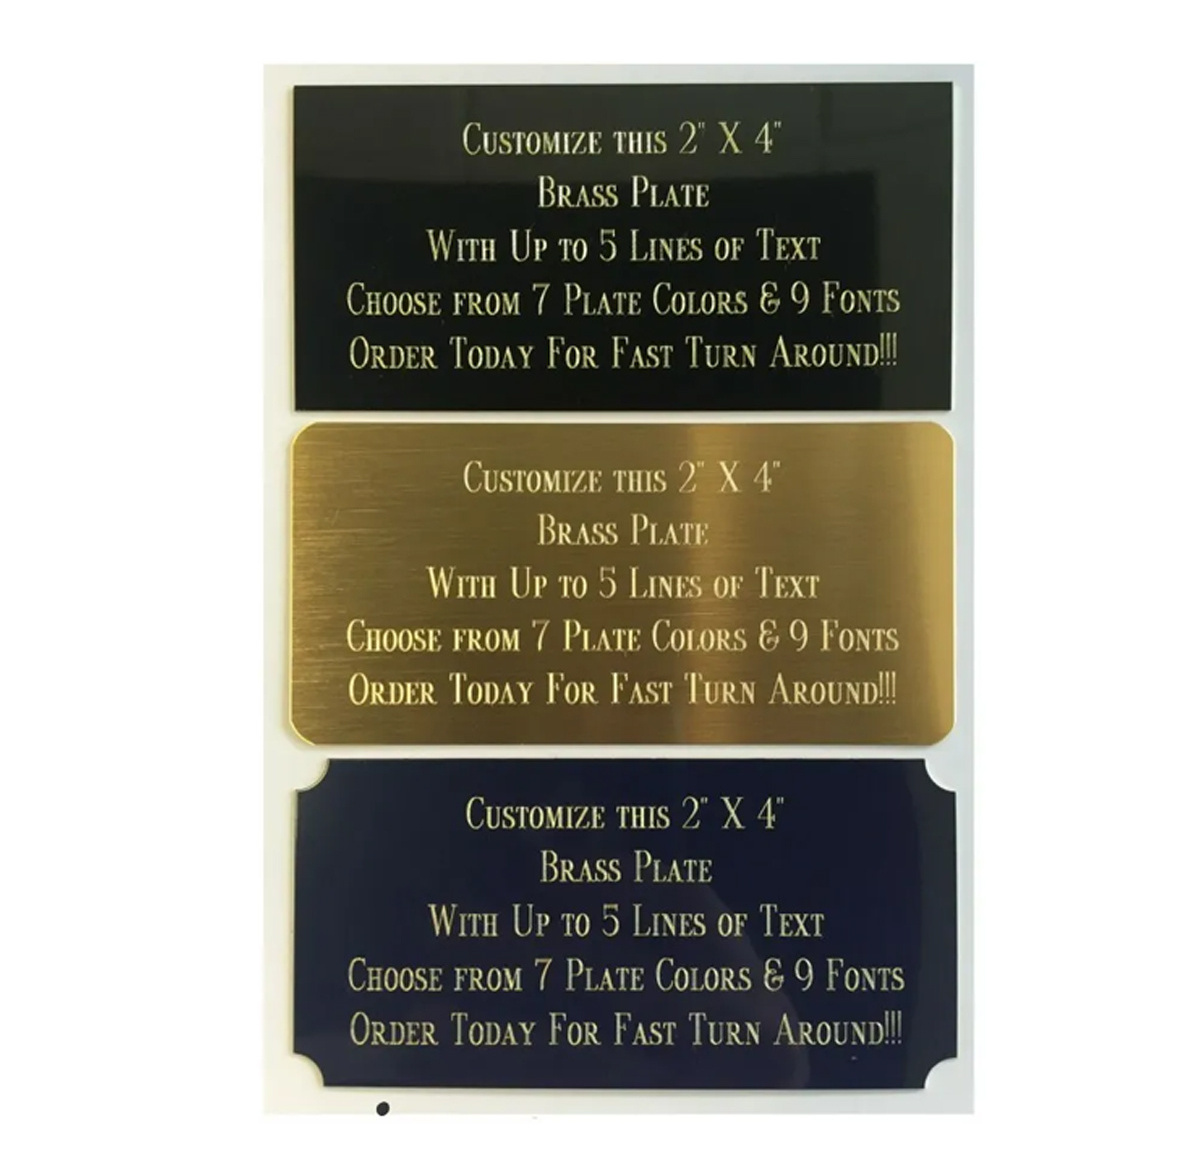 Customize this 2" X 4"
Brass Plate
With Up to 5 Lines of Text
Choose from 7 Plate Colors & 9 Fonts
Order Today For Fast Turn Around!!!
Customize this 2" X 4"
Brass Plate
With Up to 5 Lines of Text
Choose from 7 Plate Colors & 9 Fonts
Order Today For Fast Turn Around!!!
Customize this 2" X 4"
Brass Plate
With Up to 5 Lines of Text
Choose from 7 Plate Colors & 9 Fonts
Order Today For Fast Turn Around!!!